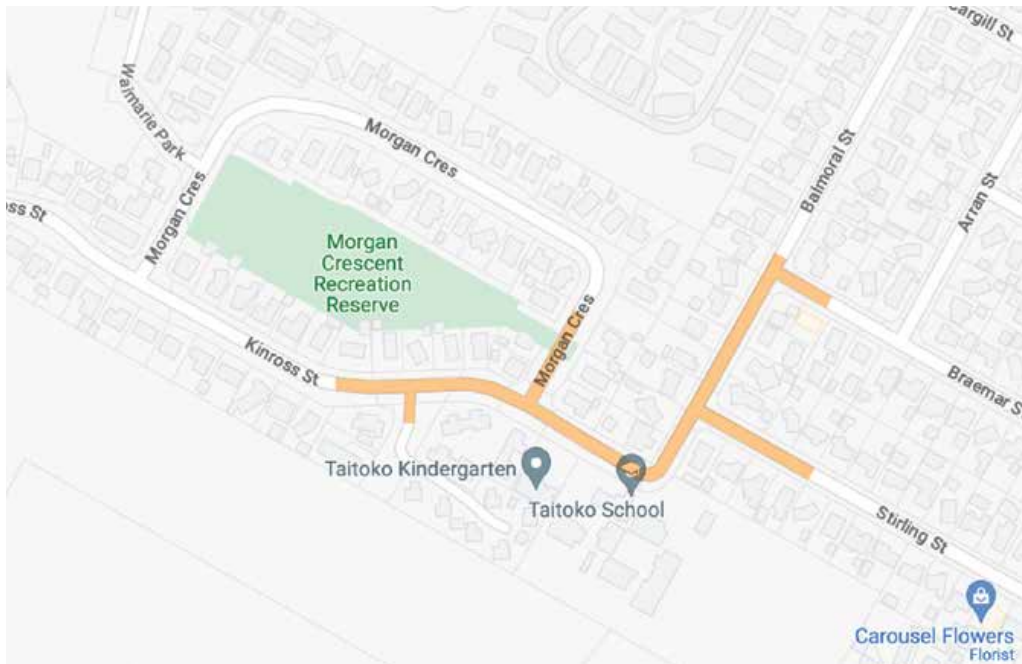 Cargill St
Waimarie Park
Morgan Cres
Balmoral St
Arran St
ss St
Morgan Cres
Morgan
Crescent
Recreation
Reserve
Morgan Cres
Kinross St
Braemar S
Taitoko Kindergarten
Taitoko School
Stirling St
Carousel Flowers
Florist